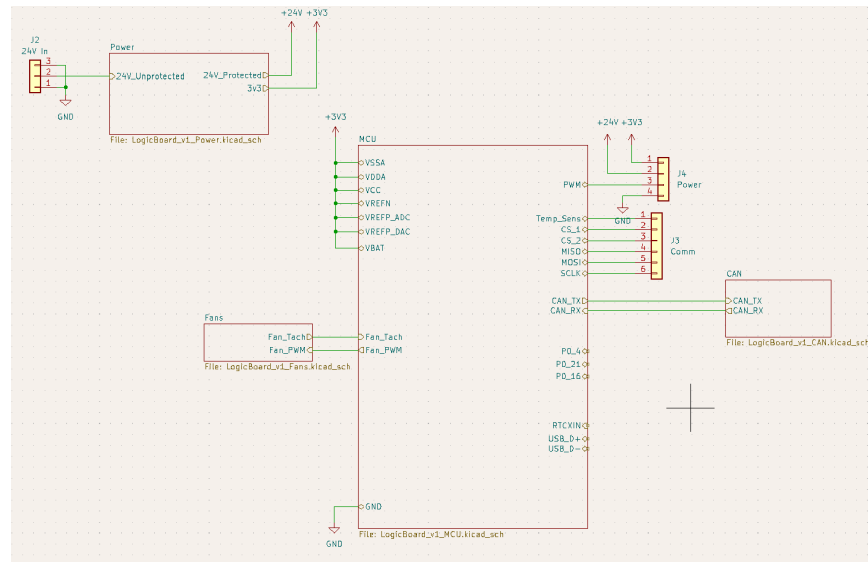 J2
24V In
3
2
1
GND
Power
24V_Unprotected
24V_Protected
3v3
File: LogicBoard_v1_Power.kicad_sch
+24V +3V3
+3V3
MCU
VSSA
VDDA
VCC
VREFN
VREFP_ADC
VREFP_DAC
VBAT
Fan_Tach
Fan_PWM
GND
GND
PWM
Temp_Sens
CS_1
CS_2
MISO
MOSI
SCLK
CAN_TX
CAN_RX
P0_4
P0_21
P0_16
RTCXIN
USB_D+
USB_D-
File: LogicBoard_v1_MCU.kicad_sch
Fans
Fan_Tach
Fan_PWM
File: LogicBoard_v1_Fans.kicad_sch
+24V +3V3
1
2
3
4
J4
Power
GND
1
2
3
4
5
6
J3
Comm
CAN
CAN_TX
CAN_RX
File: LogicBoard_v1_CAN.kicad_sch